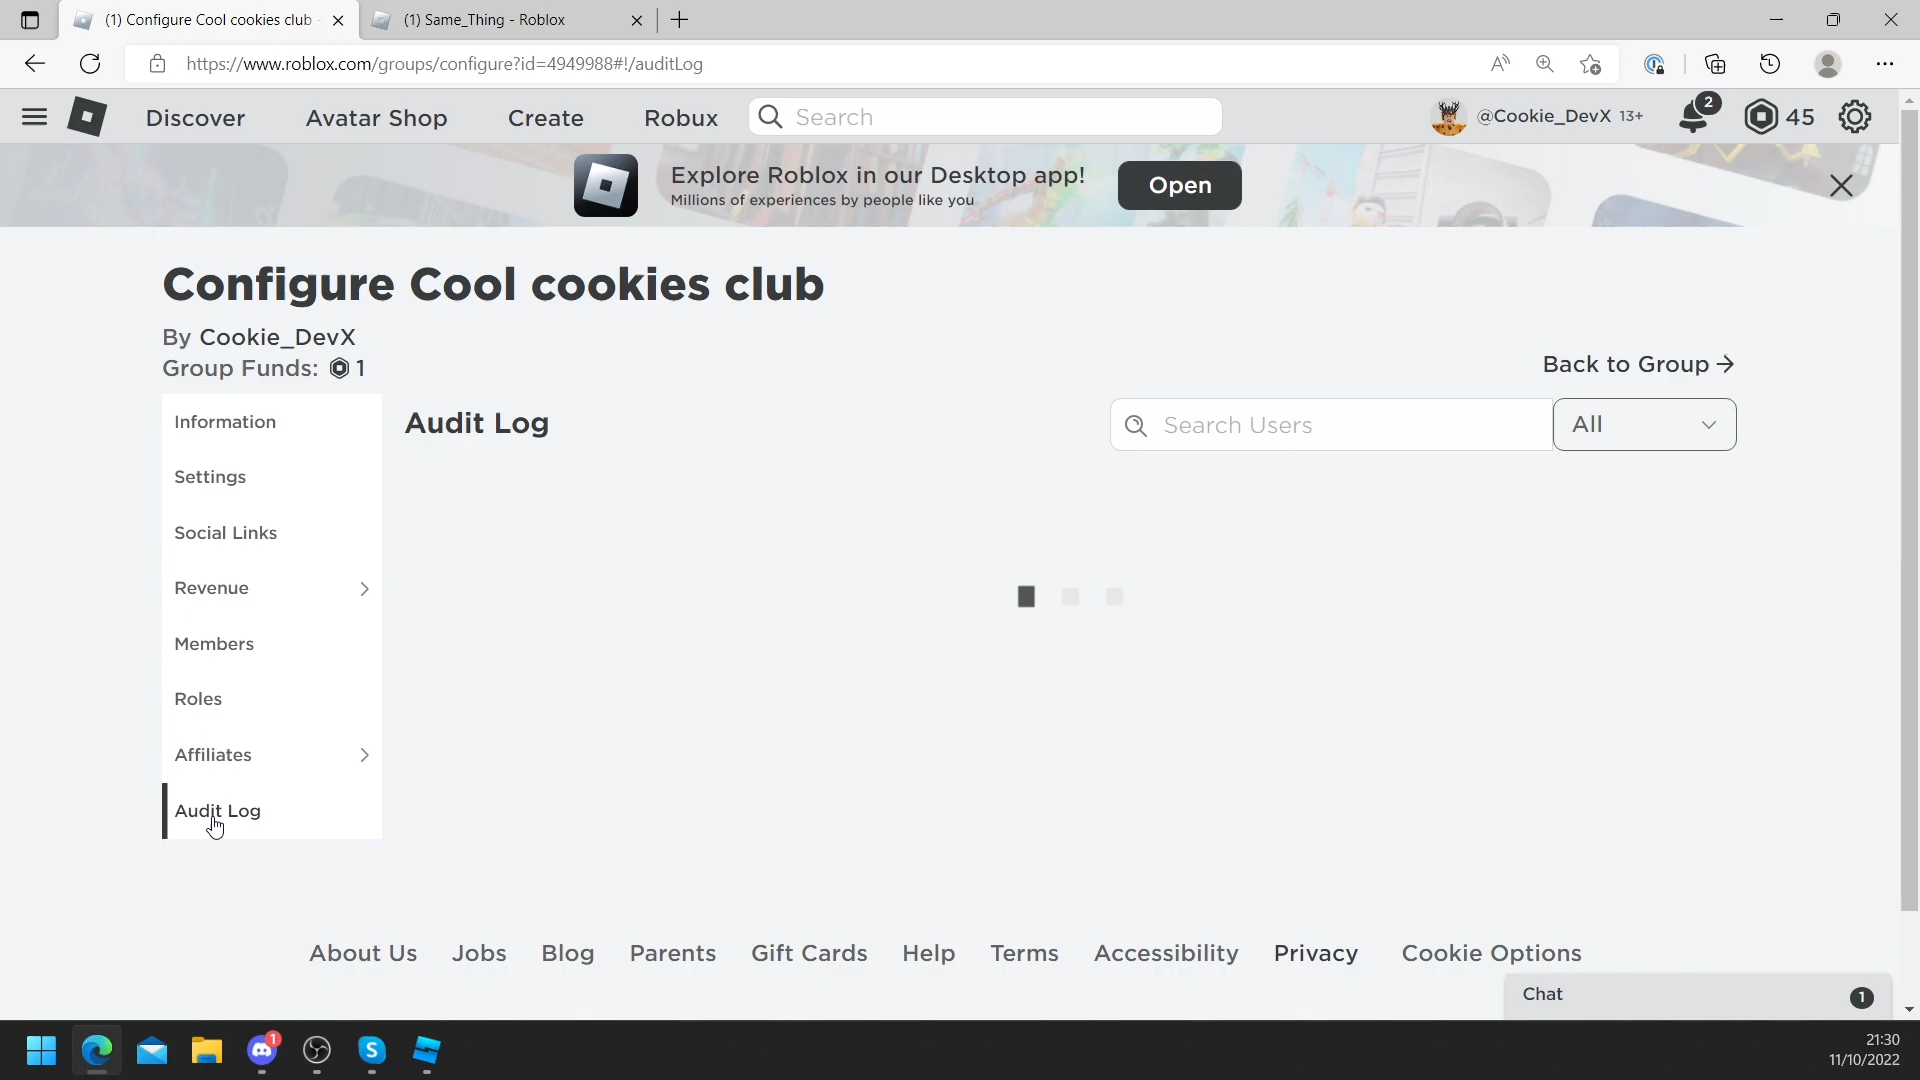 (1) Configure Cool cookies club
(1) Same_Thing - Roblox
https://www.roblox.com/groups/configure?id=4949988#!/auditLog
Discover
Avatar Shop
Create
Robux
Search
@Cookie_DevX 13+
2
45
Explore Roblox in our Desktop app!
Millions of experiences by people like you
Open
Configure Cool cookies club
By Cookie_DevX
Group Funds: 1
Back to Group
Information
Settings
Social Links
Revenue
Members
Roles
Affiliates
Audit Log
Audit Log
Search Users
All
About Us
Jobs
Blog
Parents
Gift Cards
Help
Terms
Accessibility
Privacy
Cookie Options
Chat
1
1
S
21:30
11/10/2022